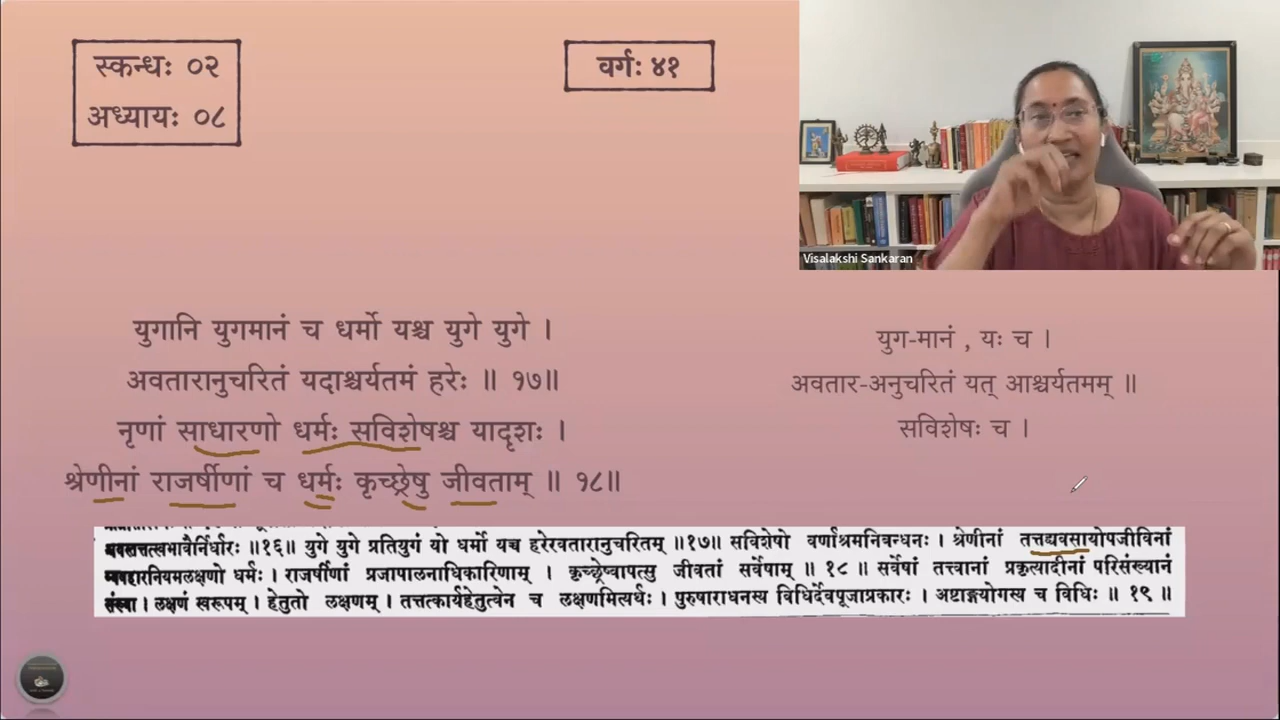 स्कन्धः ०२
अध्यायः ०८
वर्गः ४१
Visalakshi Sankaran
युगानि युगमानं च धर्मो यश्च युगे युगे ।
अवतारानुचरितं यदाश्चर्यतमं हरेः ॥ १७॥
नृणां साधारणो धर्मः सविशेषश्च यादृशः ।
श्रेणीनां राजर्षीणां च धर्मः कृच्छ्रेषु जीवताम् ॥ १८॥
युग-मानं , यः च ।
अवतार-अनुचरितं यत् आश्चर्यतमम् ॥
सविशेषः च ।
॥१६॥ युगे युगे प्रतियुगं यो धर्मो यच्च हरेरवतारानुचरितम् ॥१७॥ सविशेषो वर्णाश्रमनिबन्धनः । श्रेणीनां तत्तद्व्यवसायोपजीविनां
व्यवहारनियमलक्षणो धर्मः । राजर्षीणां प्रजापालनाधिकारिणाम् । कृच्छ्रेष्वापत्सु जीवतां सर्वेषाम् ॥ १८ ॥ सर्वेषां तत्त्वानां प्रकृत्यादीनां परिसंख्यानं
संख्या । लक्षणं स्वरूपम् । हेतुतो लक्षणम् । तत्तत्कार्यहेतुत्वेन च लक्षणमित्यर्थः । पुरुषाराधनस्य विधिर्देवपूजाप्रकारः । अष्टाङ्गयोगस्य च विधिः ॥ १९ ॥